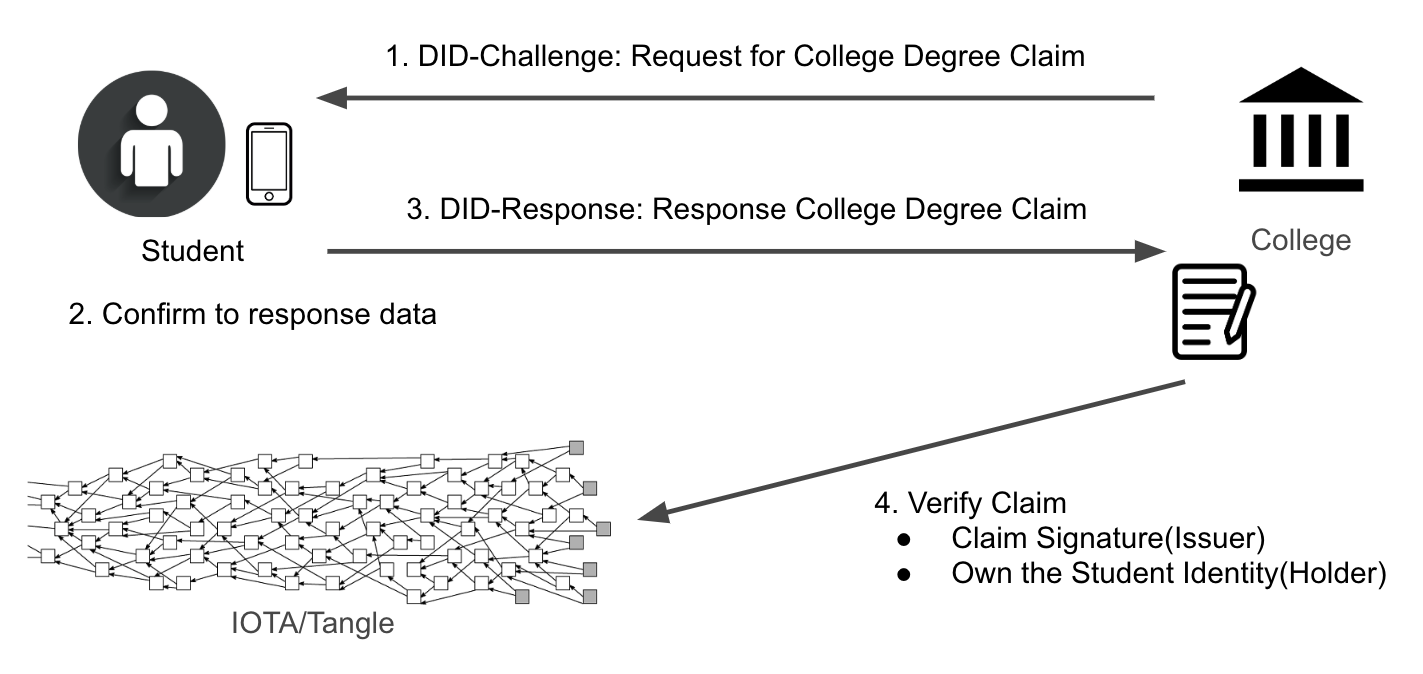 1. DID-Challenge: Request for College Degree Claim
3. DID-Response: Response College Degree Claim
Student
College
2. Confirm to response data
4. Verify Claim
● Claim Signature(Issuer)
● Own the Student Identity(Holder)
IOTA/Tangle